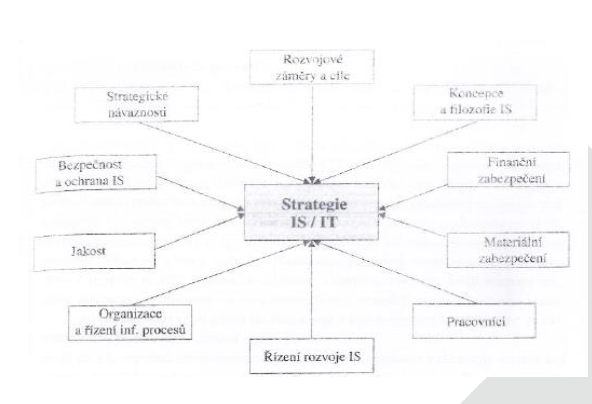 Rozvojové
záměry a cíle
Strategické
návaznosti
Koncepce
a filozofie IS
Bezpečnost
a ochrana IS
Finanční
zabezpečení
Strategie
IS / IT
Jakost
Materiální
zabezpečení
Organizace
a řízení inf. procesů
Pracovníci
Řízení rozvoje IS